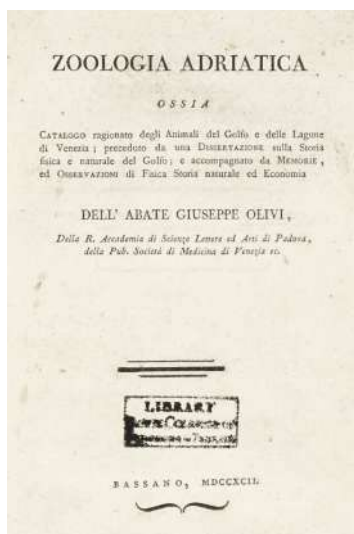 ZOOLOGIA ADRIATICA
OSSIA
CATALOGO ragionato degli Animali del Golfo e delle Lagune
di Venezia; preceduto da una DISSERTAZIONE sulla Storia
fisica e naturale del Golfo; e accompagnato da MEMORIE,
ed OSSERVAZIONI di Fisica Storia naturale ed Economia
DELL' ABATE GIUSEPPE OLIVI,
Della R. Accademia di Scienze Lettere ed Arti di Padova,
della Pub. Società di Medicina di Venezia ec.
LIBRARY
BASSANO, MDCCXCII.